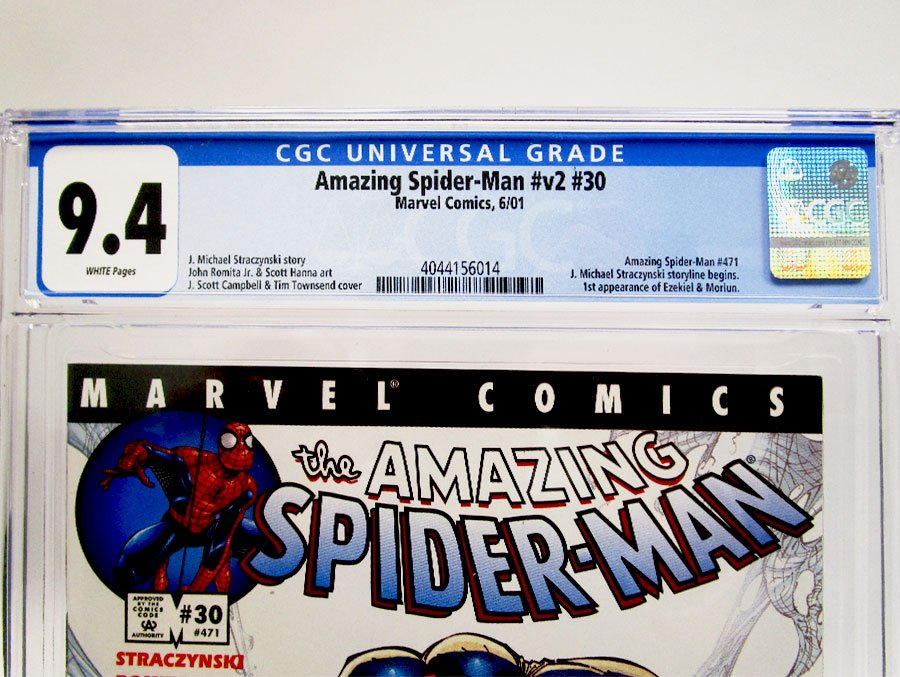 CGC UNIVERSAL GRADE
9.4
WHITE Pages
Amazing Spider-Man #v2 #30
Marvel Comics, 6/01
J. Michael Straczynski story
John Romita Jr. & Scott Hanna art
J. Scott Campbell & Tim Townsend cover
4044156014
Amazing Spider-Man #471
J. Michael Straczynski storyline begins.
1st appearance of Ezekiel & Morlun.
CGC
MARVEL® COMICS
the AMAZING
SPIDER-MAN®
APPROVED
BY THE
COMICS
CODE
CA
AUTHORITY
#30
#471
STRACZYNSKI